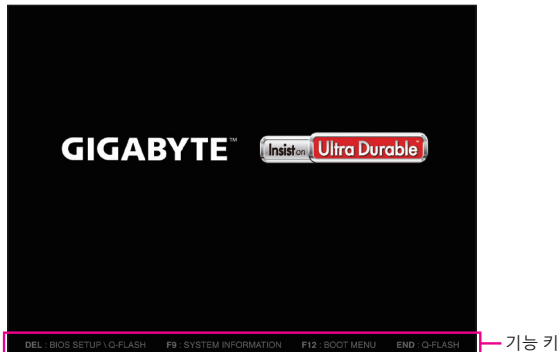 GIGABYTE™
Insist on Ultra Durable™
DEL : BIOS SETUP \ Q-FLASH F9 : SYSTEM INFORMATION F12 : BOOT MENU END : Q-FLASH
기능 키